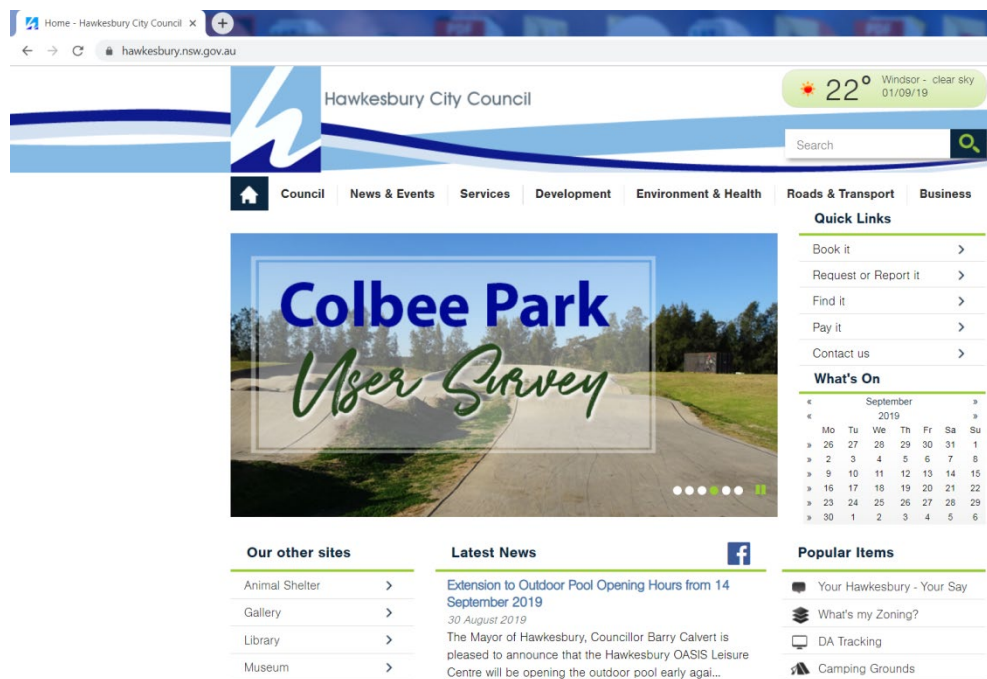 Home - Hawkesbury City Council
hawkesbury.nsw.gov.au
Hawkesbury City Council
22° Windsor - clear sky
01/09/19
Search
Council News & Events Services Development Environment & Health Roads & Transport Business
Colbee Park
User Survey
Quick Links
Book it
Request or Report it
Find it
Pay it
Contact us
What's On
« September »
« 2019 »
Mo Tu We Th Fr Sa Su
» 26 27 28 29 30 31 1
» 2 3 4 5 6 7 8
» 9 10 11 12 13 14 15
» 16 17 18 19 20 21 22
» 23 24 25 26 27 28 29
» 30 1 2 3 4 5 6
Our other sites
Animal Shelter
Gallery
Library
Museum
Latest News
Extension to Outdoor Pool Opening Hours from 14
September 2019
30 August 2019
The Mayor of Hawkesbury, Councillor Barry Calvert is
pleased to announce that the Hawkesbury OASIS Leisure
Centre will be opening the outdoor pool early agai...
Popular Items
Your Hawkesbury - Your Say
What's my Zoning?
DA Tracking
Camping Grounds